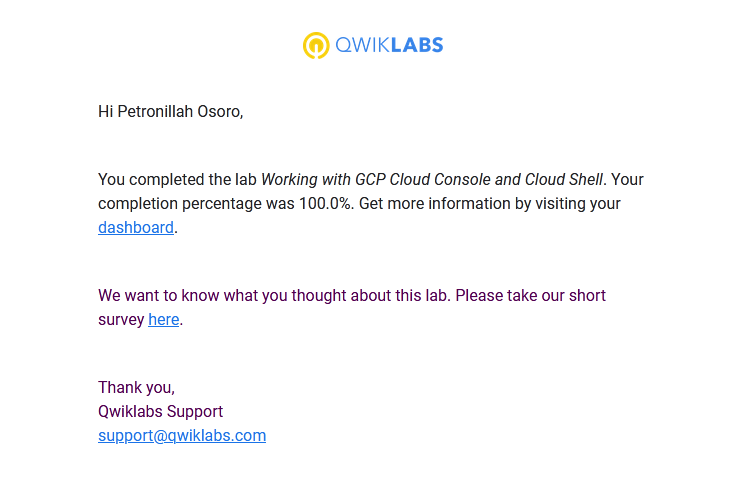 QWIKLABS
Hi Petronillah Osoro,
You completed the lab Working with GCP Cloud Console and Cloud Shell. Your
completion percentage was 100.0%. Get more information by visiting your
dashboard.
We want to know what you thought about this lab. Please take our short
survey here.
Thank you,
Qwiklabs Support
support@qwiklabs.com